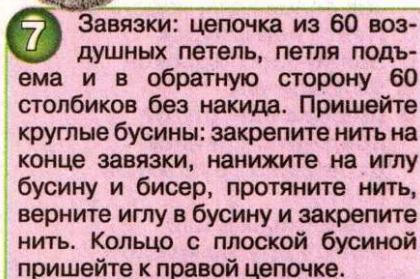 7 Завязки: цепочка из 60 воз-
душных петель, петля подъ-
ема и в обратную сторону 60
столбиков без накида. Пришейте
круглые бусины: закрепите нить на
конце завязки, нанижите на иглу
бусину и бисер, протяните нить,
верните иглу в бусину и закрепите
нить. Кольцо с плоской бусиной
пришейте к правой цепочке.